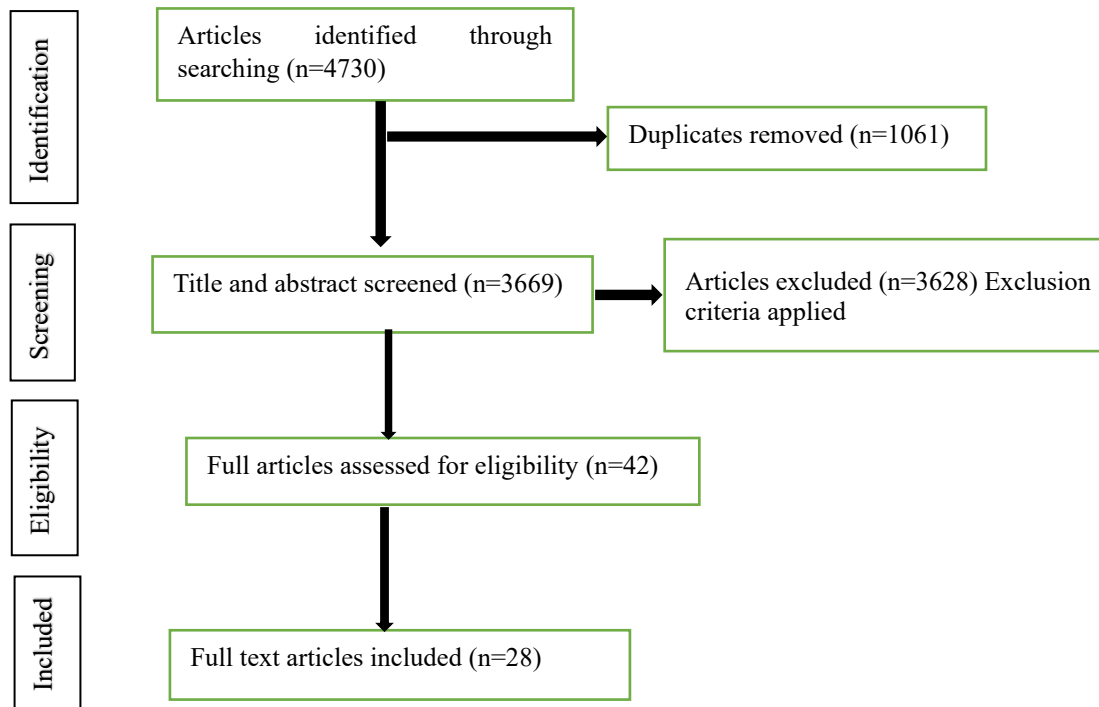 Identification
Articles identified through
searching (n=4730)
Duplicates removed (n=1061)
Screening
Title and abstract screened (n=3669)
Articles excluded (n=3628) Exclusion
criteria applied
Eligibility
Full articles assessed for eligibility (n=42)
Included
Full text articles included (n=28)